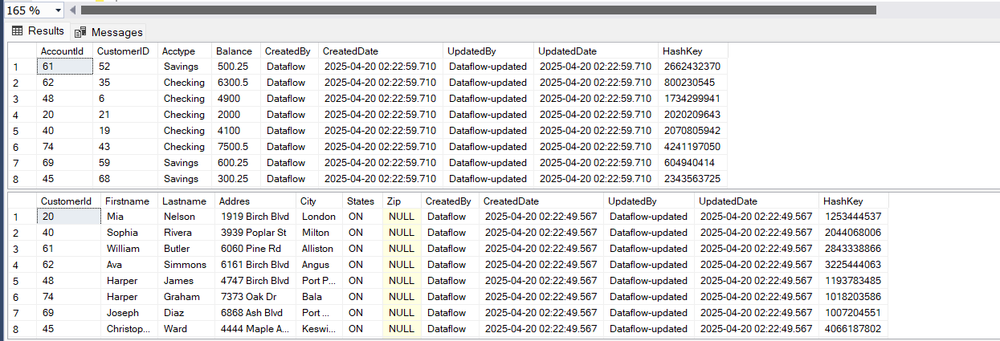 165 %
Results Messages
AccountId CustomerID Acctype Balance CreatedBy CreatedDate UpdatedBy UpdatedDate HashKey
1 61 52 Savings 500.25 Dataflow 2025-04-20 02:22:59.710 Dataflow-updated 2025-04-20 02:22:59.710 2662432370
2 62 35 Checking 6300.5 Dataflow 2025-04-20 02:22:59.710 Dataflow-updated 2025-04-20 02:22:59.710 800230545
3 48 6 Checking 4900 Dataflow 2025-04-20 02:22:59.710 Dataflow-updated 2025-04-20 02:22:59.710 1734299941
4 20 21 Checking 2000 Dataflow 2025-04-20 02:22:59.710 Dataflow-updated 2025-04-20 02:22:59.710 2020209643
5 40 19 Checking 4100 Dataflow 2025-04-20 02:22:59.710 Dataflow-updated 2025-04-20 02:22:59.710 2070805942
6 74 43 Checking 7500.5 Dataflow 2025-04-20 02:22:59.710 Dataflow-updated 2025-04-20 02:22:59.710 4241197050
7 69 59 Savings 600.25 Dataflow 2025-04-20 02:22:59.710 Dataflow-updated 2025-04-20 02:22:59.710 604940414
8 45 68 Savings 300.25 Dataflow 2025-04-20 02:22:59.710 Dataflow-updated 2025-04-20 02:22:59.710 2343563725
CustomerId Firstname Lastname Addres City States Zip CreatedBy CreatedDate UpdatedBy UpdatedDate HashKey
1 20 Mia Nelson 1919 Birch Blvd London ON NULL Dataflow 2025-04-20 02:22:49.567 Dataflow-updated 2025-04-20 02:22:49.567 1253444537
2 40 Sophia Rivera 3939 Poplar St Milton ON NULL Dataflow 2025-04-20 02:22:49.567 Dataflow-updated 2025-04-20 02:22:49.567 2044068006
3 61 William Butler 6060 Pine Rd Alliston ON NULL Dataflow 2025-04-20 02:22:49.567 Dataflow-updated 2025-04-20 02:22:49.567 2843338866
4 62 Ava Simmons 6161 Birch Blvd Angus ON NULL Dataflow 2025-04-20 02:22:49.567 Dataflow-updated 2025-04-20 02:22:49.567 3225444063
5 48 Harper James 4747 Birch Blvd Port P... ON NULL Dataflow 2025-04-20 02:22:49.567 Dataflow-updated 2025-04-20 02:22:49.567 1193783485
6 74 Harper Graham 7373 Oak Dr Bala ON NULL Dataflow 2025-04-20 02:22:49.567 Dataflow-updated 2025-04-20 02:22:49.567 1018203586
7 69 Joseph Diaz 6868 Ash Blvd Port ... ON NULL Dataflow 2025-04-20 02:22:49.567 Dataflow-updated 2025-04-20 02:22:49.567 1007204551
8 45 Christop... Ward 4444 Maple A... Keswi... ON NULL Dataflow 2025-04-20 02:22:49.567 Dataflow-updated 2025-04-20 02:22:49.567 4066187802